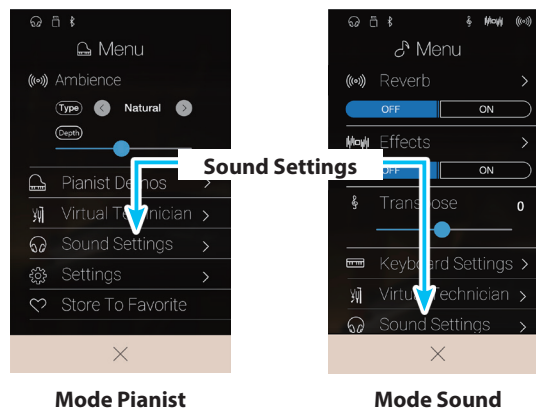 Menu
Ambience
Type
Natural
Depth
Pianist Demos
Virtual Technician
Sound Settings
Settings
Store To Favorite
Mode Pianist
Sound Settings
Menu
Reverb
OFF ON
Effects
OFF ON
Transpose 0
Keyboard Settings
Virtual Technician
Sound Settings
Mode Sound